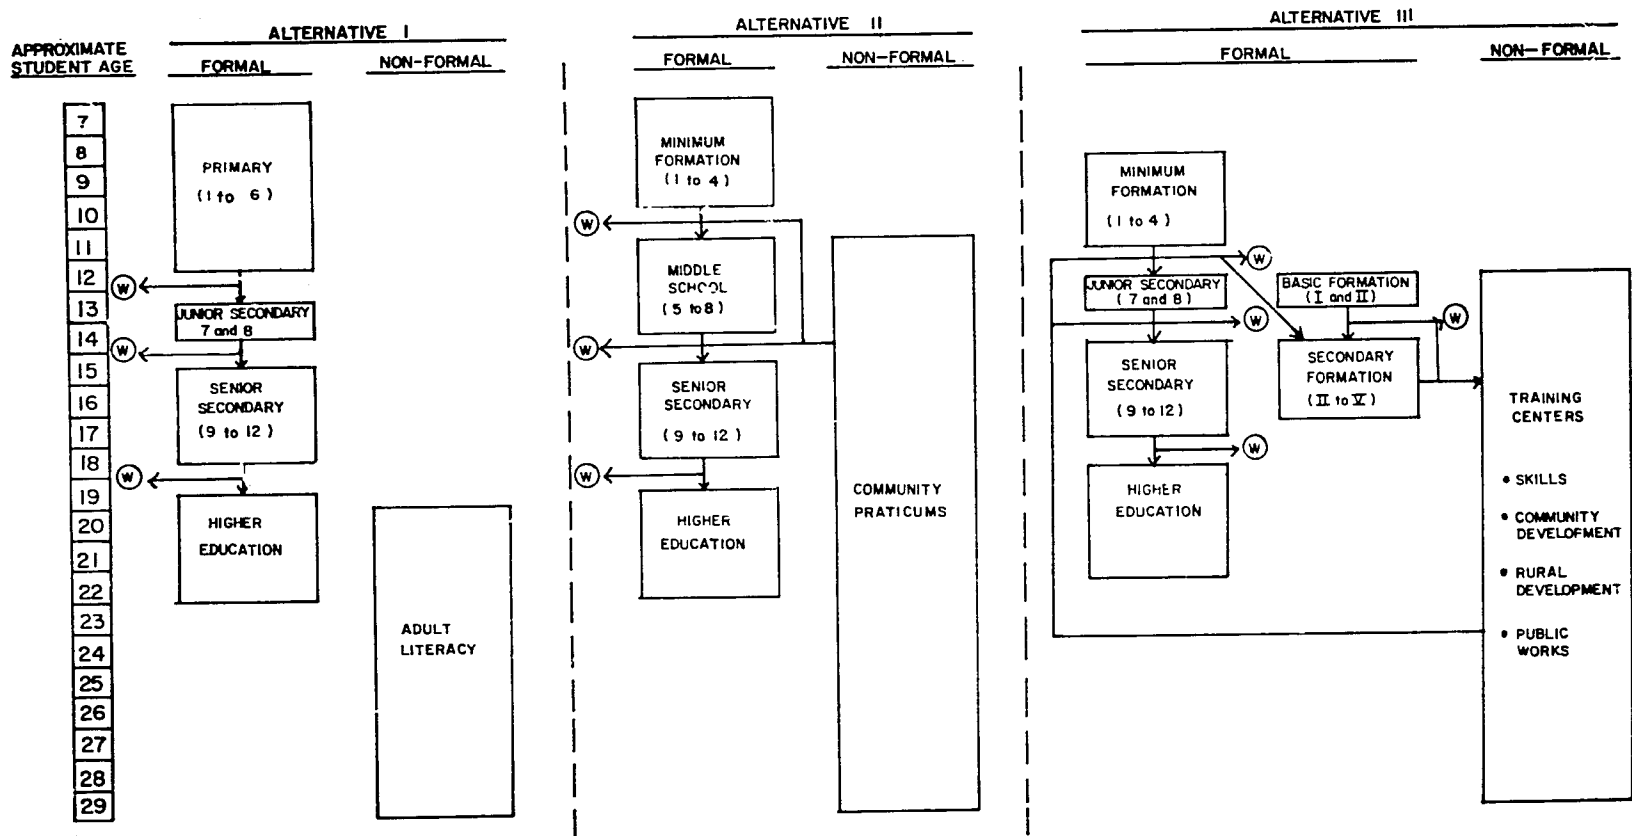 APPROXIMATE
STUDENT AGE
7
8
9
10
11
12
13
14
15
16
17
18
19
20
21
22
23
24
25
26
27
28
29
ALTERNATIVE I
FORMAL
NON-FORMAL
PRIMARY
(1 to 6)
W
JUNIOR SECONDARY
7 and 8
W
SENIOR
SECONDARY
(9 to 12)
W
HIGHER
EDUCATION
ADULT
LITERACY
ALTERNATIVE II
FORMAL
NON-FORMAL
MINIMUM
FORMATION
(1 to 4)
W
MIDDLE
SCHOOL
(5 to 8)
W
SENIOR
SECONDARY
(9 to 12)
W
HIGHER
EDUCATION
COMMUNITY
PRATICUMS
ALTERNATIVE III
FORMAL
NON-FORMAL
MINIMUM
FORMATION
(1 to 4)
W
JUNIOR SECONDARY
(7 and 8)
W
SENIOR
SECONDARY
(9 to 12)
W
HIGHER
EDUCATION
BASIC FORMATION
(I and II)
W
SECONDARY
FORMATION
(II to V)
TRAINING
CENTERS
• SKILLS
• COMMUNITY
DEVELOFMENT
• RURAL
DEVELOPMENT
• PUBLIC
WORKS